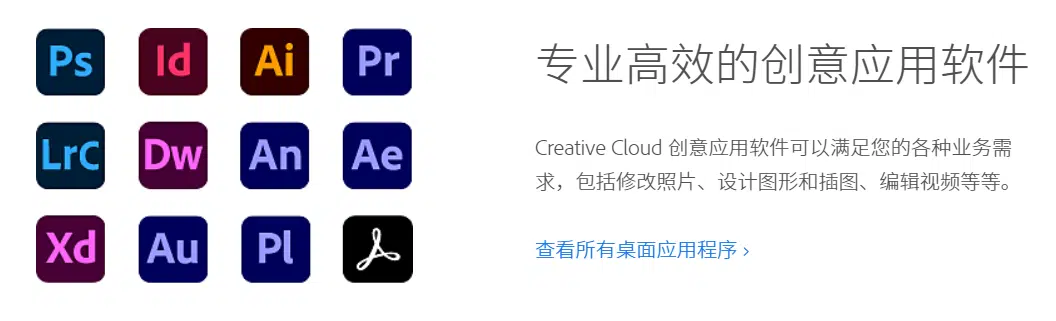 Ps Id Ai Pr
LrC Dw An Ae
Xd Au Pl
专业高效的创意应用软件
Creative Cloud 创意应用软件可以满足您的各种业务需
求，包括修改照片、设计图形和插图、编辑视频等等。
查看所有桌面应用程序 ›